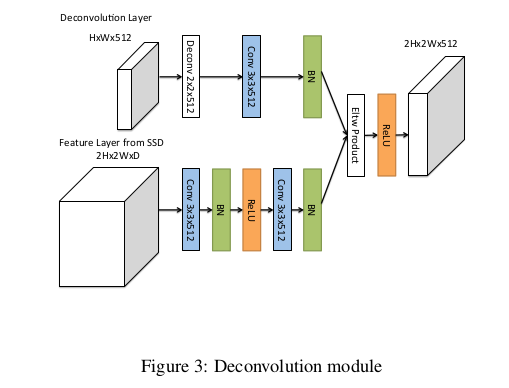 Deconvolution Layer
HxWx512
Deconv 2x2x512
Conv 3x3x512
BN
2Hx2Wx512
Eltw Product
ReLU
Feature Layer from SSD
2Hx2WxD
Conv 3x3x512
BN
ReLU
Conv 3x3x512
BN
Figure 3: Deconvolution module